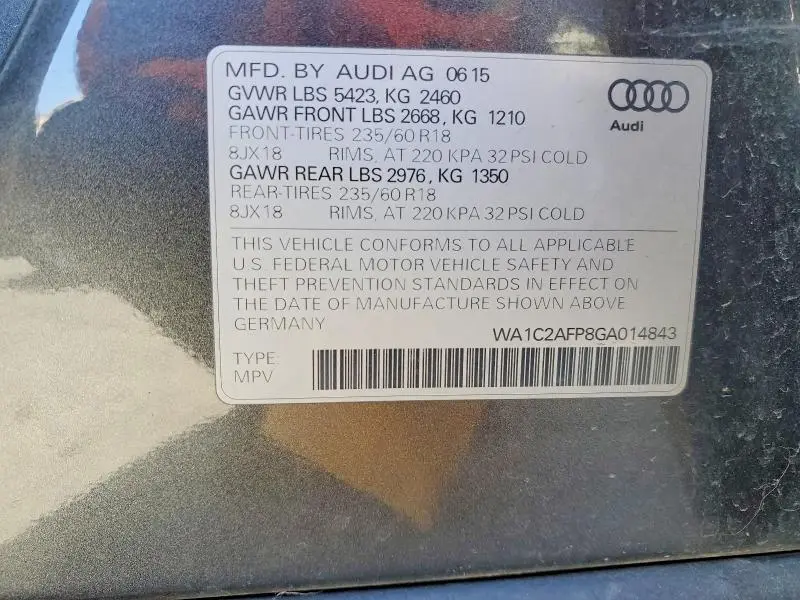 MFD. BY AUDI AG 0615
GVWR LBS 5423, KG 2460
GAWR FRONT LBS 2668, KG 1210
FRONT-TIRES 235/60 R18
8JX18 RIMS, AT 220 KPA 32 PSI COLD
GAWR REAR LBS 2976, KG 1350
REAR-TIRES 235/60 R18
8JX18 RIMS, AT 220 KPA 32 PSI COLD
Audi
THIS VEHICLE CONFORMS TO ALL APPLICABLE
U.S. FEDERAL MOTOR VEHICLE SAFETY AND
THEFT PREVENTION STANDARDS IN EFFECT ON
THE DATE OF MANUFACTURE SHOWN ABOVE
GERMANY
WA1C2AFP8GA014843
TYPE
MPV